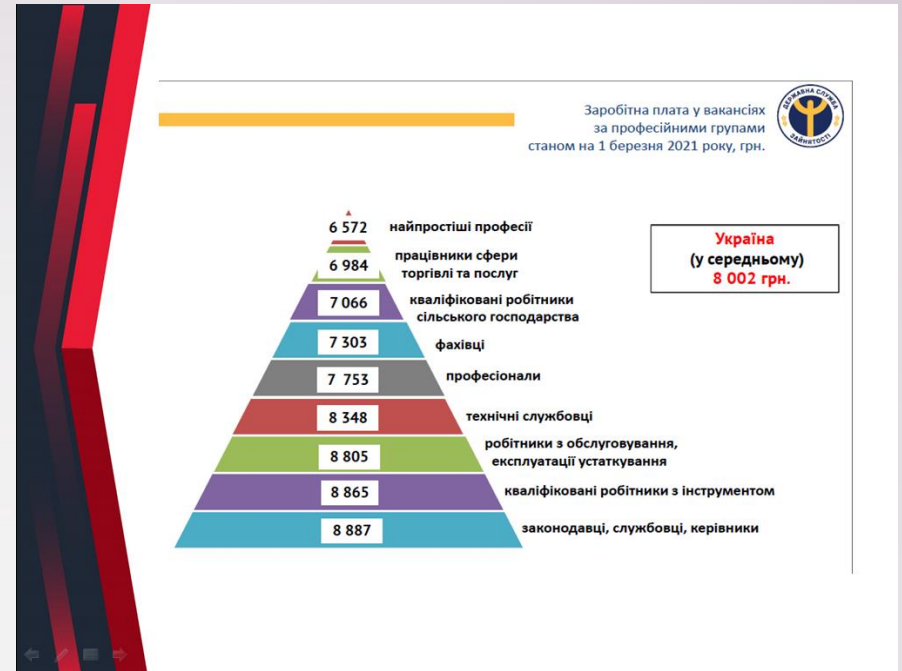 Заробітна плата у вакансіях
за професійними групами
станом на 1 березня 2021 року, грн.
ДЕРЖАВНА СЛУЖБА
ЗАЙНЯТОСТІ
6 572 найпростіші професії
6 984 працівники сфери
торгівлі та послуг
7 066 кваліфіковані робітники
сільського господарства
7 303 фахівці
7 753 професіонали
8 348 технічні службовці
8 805 робітники з обслуговування,
експлуатації устаткування
8 865 кваліфіковані робітники з інструментом
8 887 законодавці, службовці, керівники
Україна
(у середньому)
8 002 грн.